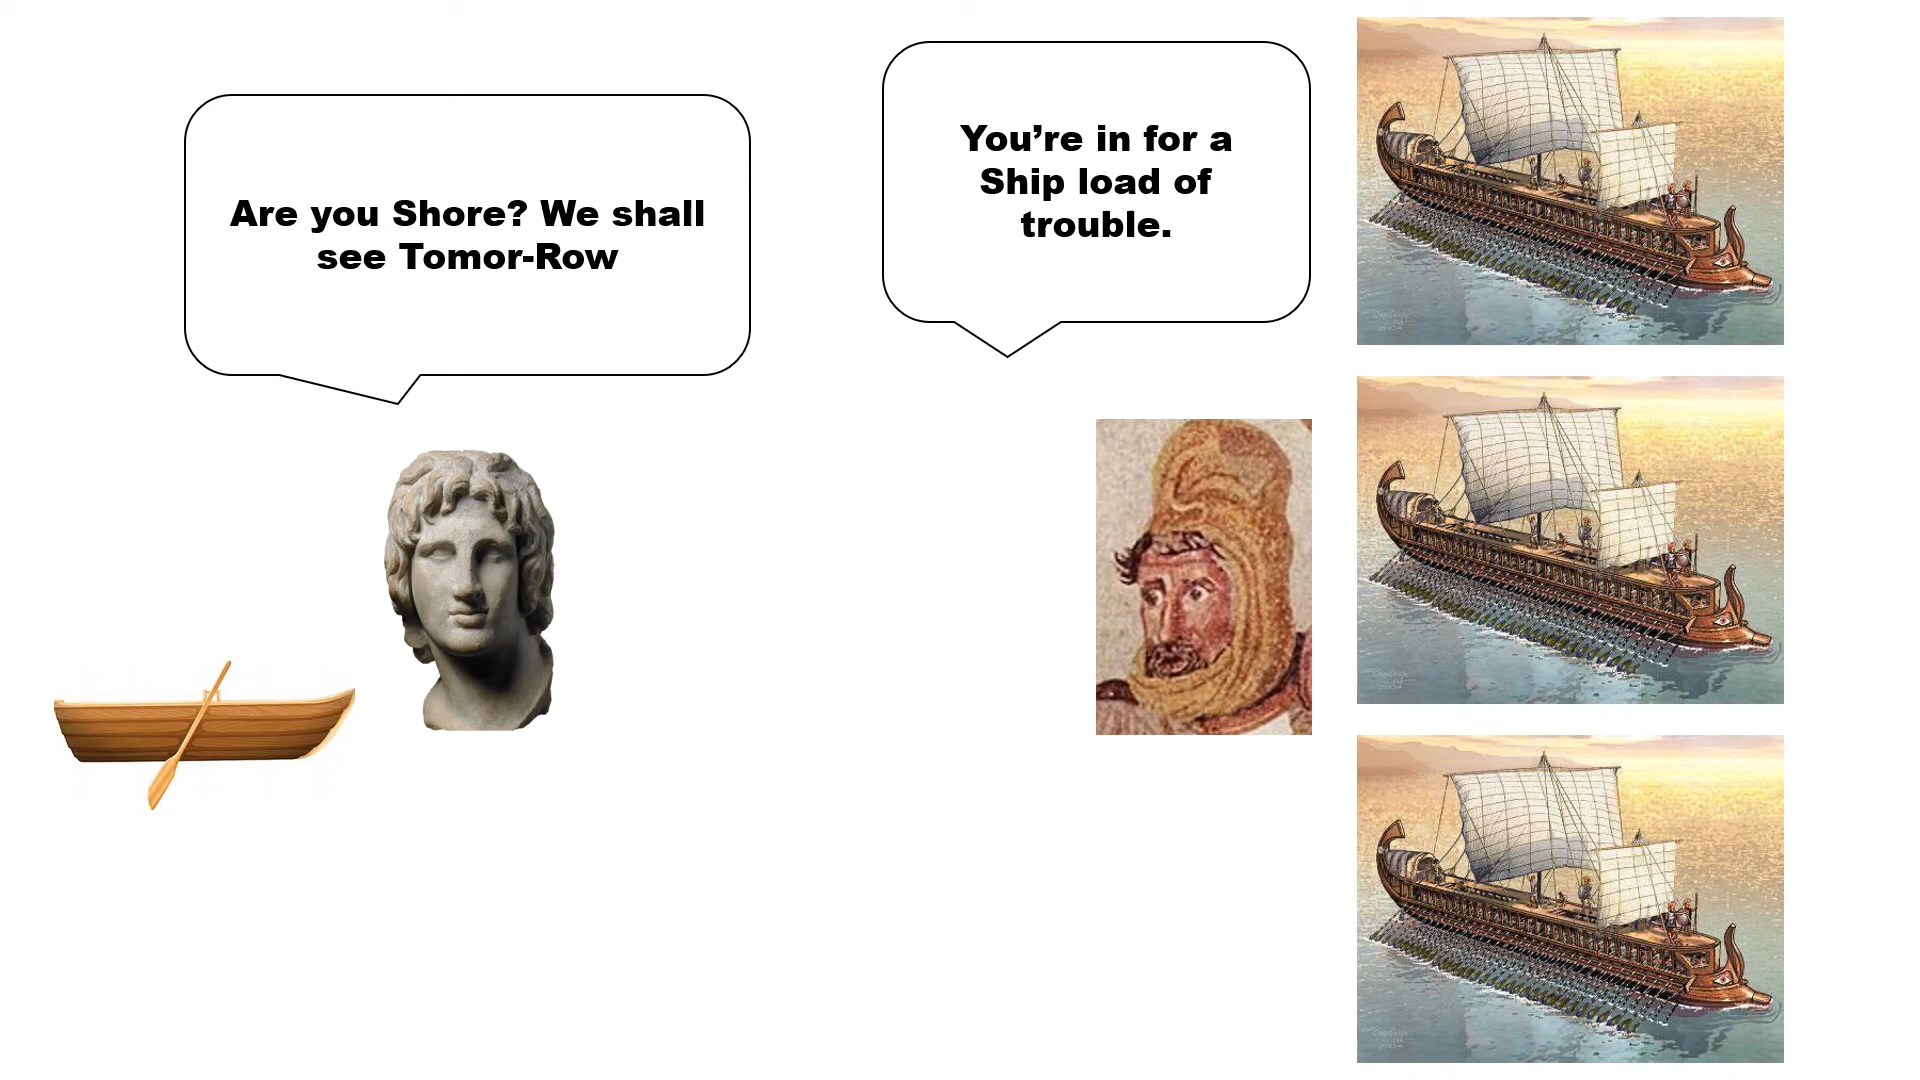 Are you Shore? We shall
see Tomor-Row
You’re in for a
Ship load of
trouble.